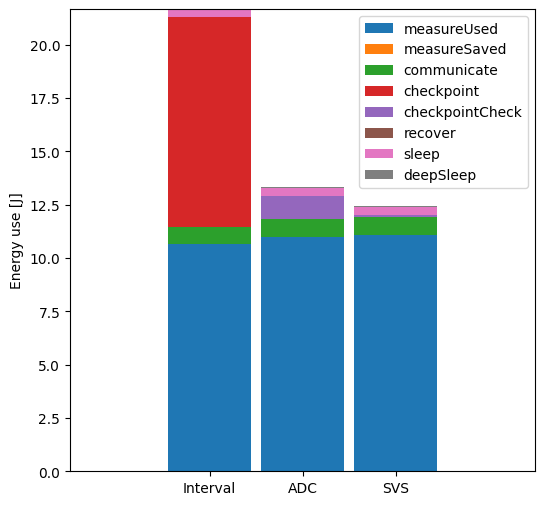 20.0
17.5
15.0
12.5
10.0
7.5
5.0
2.5
0.0
Energy use [J]
Interval
ADC
SVS
measureUsed
measureSaved
communicate
checkpoint
checkpointCheck
recover
sleep
deepSleep